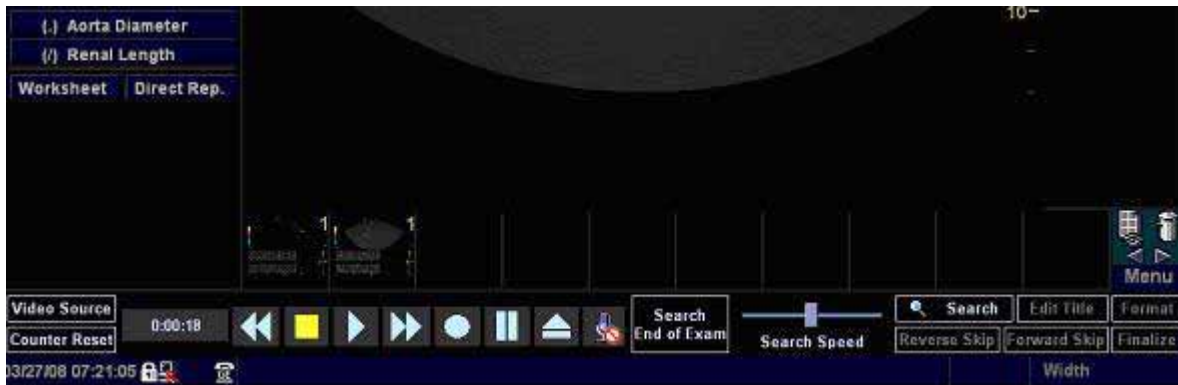 (.) Aorta Diameter
(/) Renal Length
Worksheet Direct Rep.
10
1 1
Menu
Video Source
Counter Reset
0:00:18
Search
End of Exam
Search Speed
Search Edit Title Format
Reverse Skip Forward Skip Finalize
03/27/08 07:21:05
Width